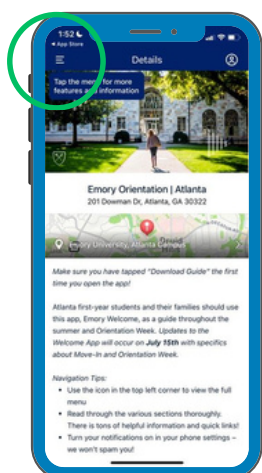 1:52
App Store
Details
Tap the menu for more
features and information
Emory Orientation | Atlanta
201 Dowman Dr, Atlanta, GA 30322
Emory University, Atlanta Campus
Make sure you have tapped "Download Guide" the first
time you open the app!
Atlanta first-year students and their families should use
this app, Emory Welcome, as a guide throughout the
summer and Orientation Week. Updates to the
Welcome App will occur on July 15th with specifics
about Move-In and Orientation Week.
Navigation Tips:
• Use the icon in the top left corner to view the full
menu
• Read through the various sections thoroughly.
There is tons of helpful information and quick links!
• Turn your notifications on in your phone settings –
we won't spam you!